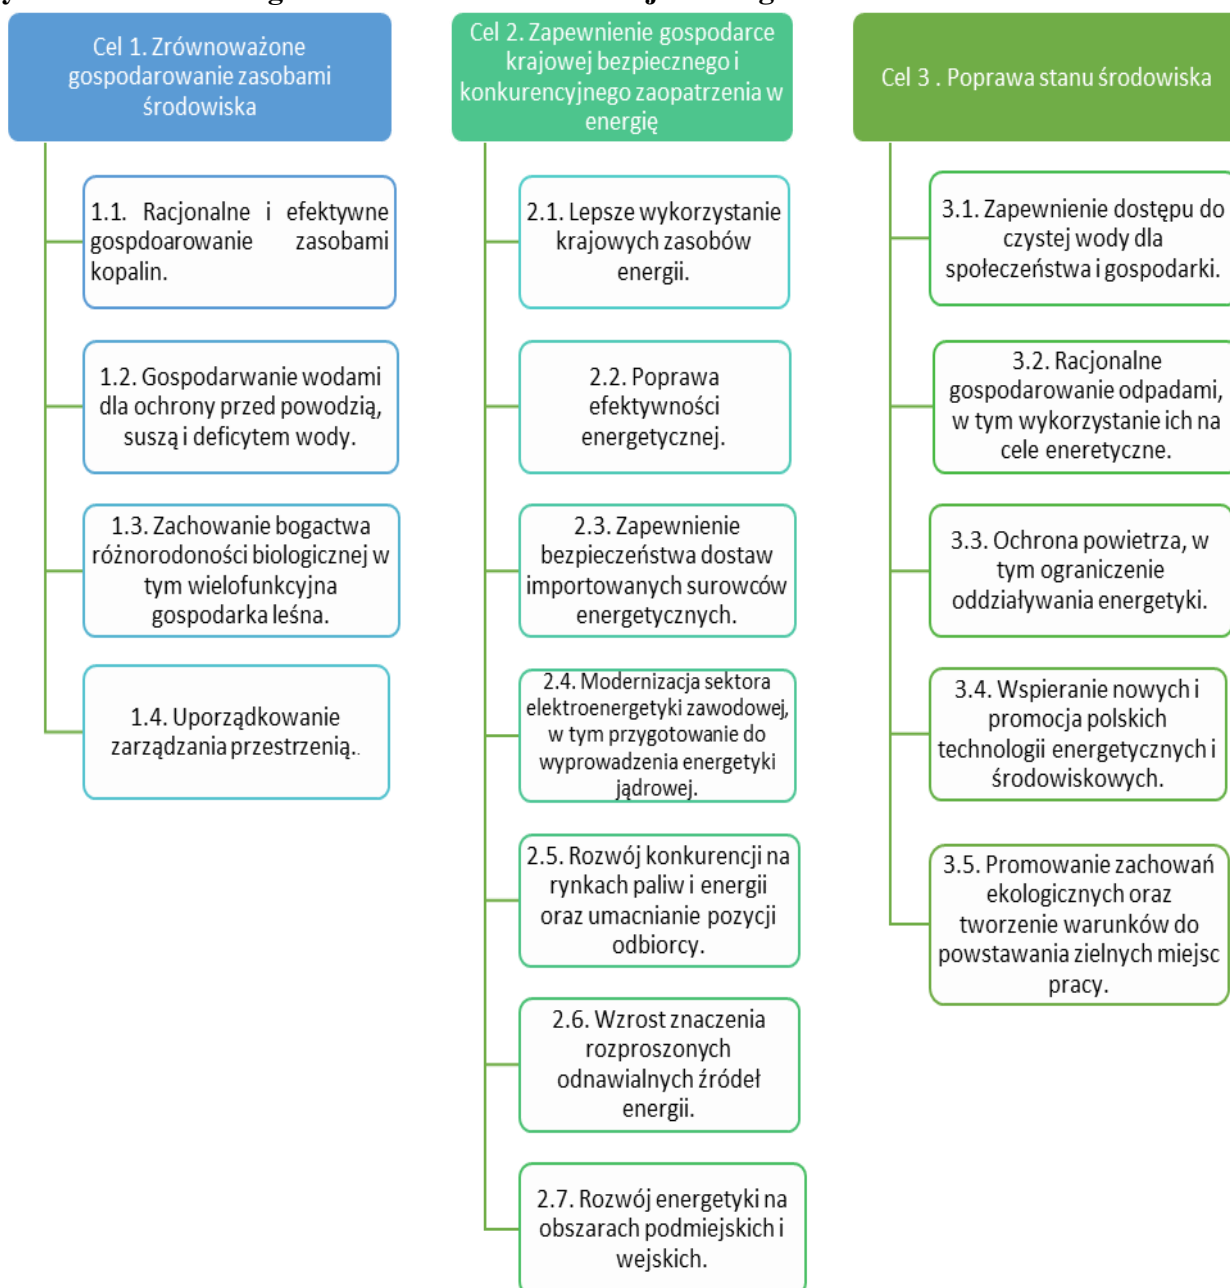 Cel 1. Zrównoważone
gospodarowanie zasobami
środowiska
1.1. Racjonalne i efektywne
gospdoarowanie zasobami
kopalin.
1.2. Gospodarwanie wodami
dla ochrony przed powodzią,
suszą i deficytem wody.
1.3. Zachowanie bogactwa
różnorodoności biologicznej w
tym wielofunkcyjna
gospodarka leśna.
1.4. Uporządkowanie
zarządzania przestrzenią..
Cel 2. Zapewnienie gospodarce
krajowej bezpiecznego i
konkurencyjnego zaopatrzenia w
energię
2.1. Lepsze wykorzystanie
krajowych zasobów
energii.
2.2. Poprawa
efektywności
energetycznej.
2.3. Zapewnienie
bezpieczeństwa dostaw
importowanych surowców
energetycznych.
2.4. Modernizacja sektora
elektroenergetyki zawodowej,
w tym przygotowanie do
wyprowadzenia energetyki
jądrowej.
2.5. Rozwój konkurencji na
rynkach paliw i energii
oraz umacnianie pozycji
odbiorcy.
2.6. Wzrost znaczenia
rozproszonych
odnawialnych źródeł
energii.
2.7. Rozwój energetyki na
obszarach podmiejskich i
wejskich.
Cel 3 . Poprawa stanu środowiska
3.1. Zapewnienie dostępu do
czystej wody dla
społeczeństwa i gospodarki.
3.2. Racjonalne
gospodarowanie odpadami,
w tym wykorzystanie ich na
cele eneretyczne.
3.3. Ochrona powietrza, w
tym ograniczenie
oddziaływania energetyki.
3.4. Wspieranie nowych i
promocja polskich
technologii energetycznych i
środowiskowych.
3.5. Promowanie zachowań
ekologicznych oraz
tworzenie warunków do
powstawania zielnych miejsc
pracy.